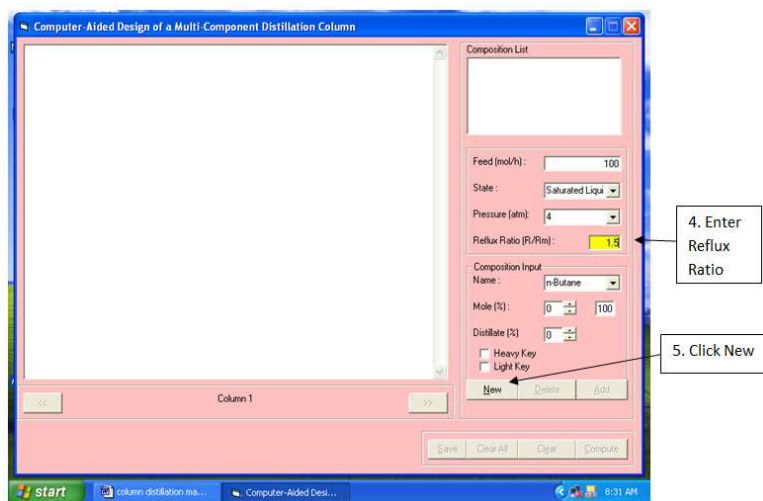 Computer-Aided Design of a Multi-Component Distillation Column
Composition List
Feed (mol/h) :
100
State :
Saturated Liqui
Pressure (atm):
4
Reflux Ratio (R/Rm) :
1.5
4. Enter
Reflux
Ratio
Composition Input
Name :
n-Butane
Mole (%) :
0
100
Distillate (%)
0
Heavy Key
Light Key
5. Click New
New
Delete
Add
<<
Column 1
>>
Save
Clear All
Clear
Compute
start
column distillation ma...
Computer-Aided Desi...
8:31 AM